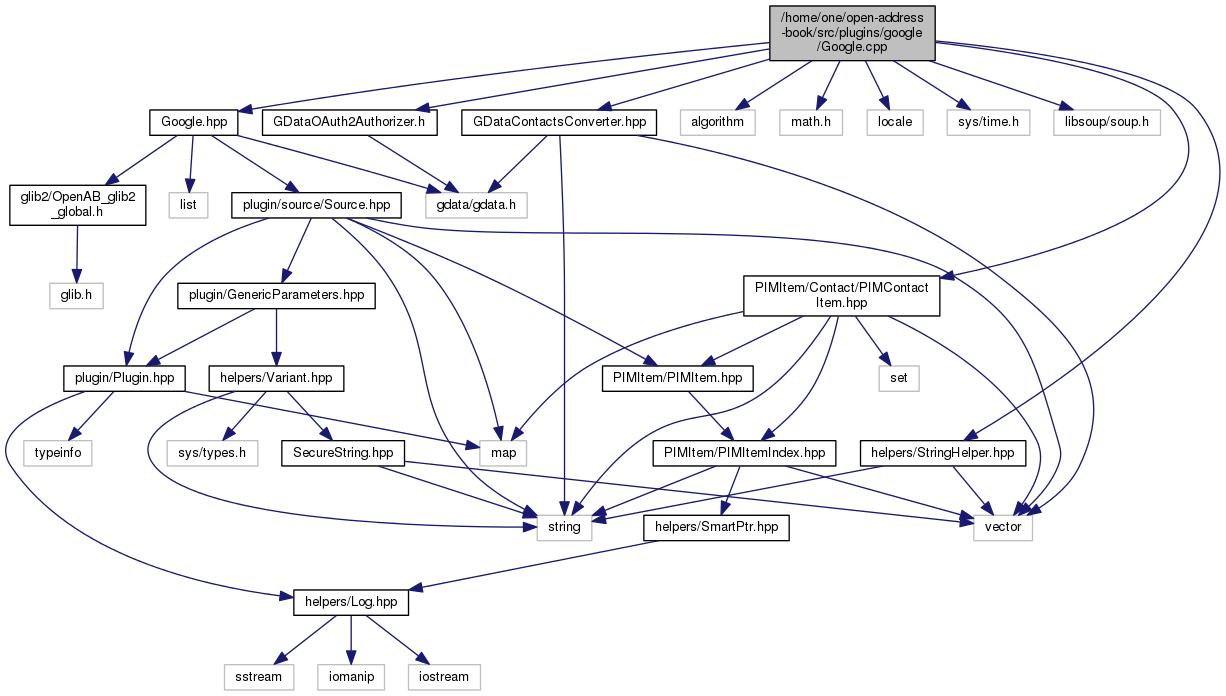 /home/one/open-address
-book/src/plugins/google
/Google.cpp
Google.hpp
GDataOAuth2Authorizer.h
GDataContactsConverter.hpp
algorithm
math.h
locale
sys/time.h
libsoup/soup.h
glib2/OpenAB_glib2
_global.h
list
plugin/source/Source.hpp
gdata/gdata.h
glib.h
plugin/GenericParameters.hpp
PIMItem/Contact/PIMContact
Item.hpp
plugin/Plugin.hpp
helpers/Variant.hpp
PIMItem/PIMItem.hpp
set
typeinfo
sys/types.h
SecureString.hpp
map
PIMItem/PIMItemIndex.hpp
helpers/StringHelper.hpp
string
helpers/SmartPtr.hpp
vector
helpers/Log.hpp
sstream
iomanip
iostream